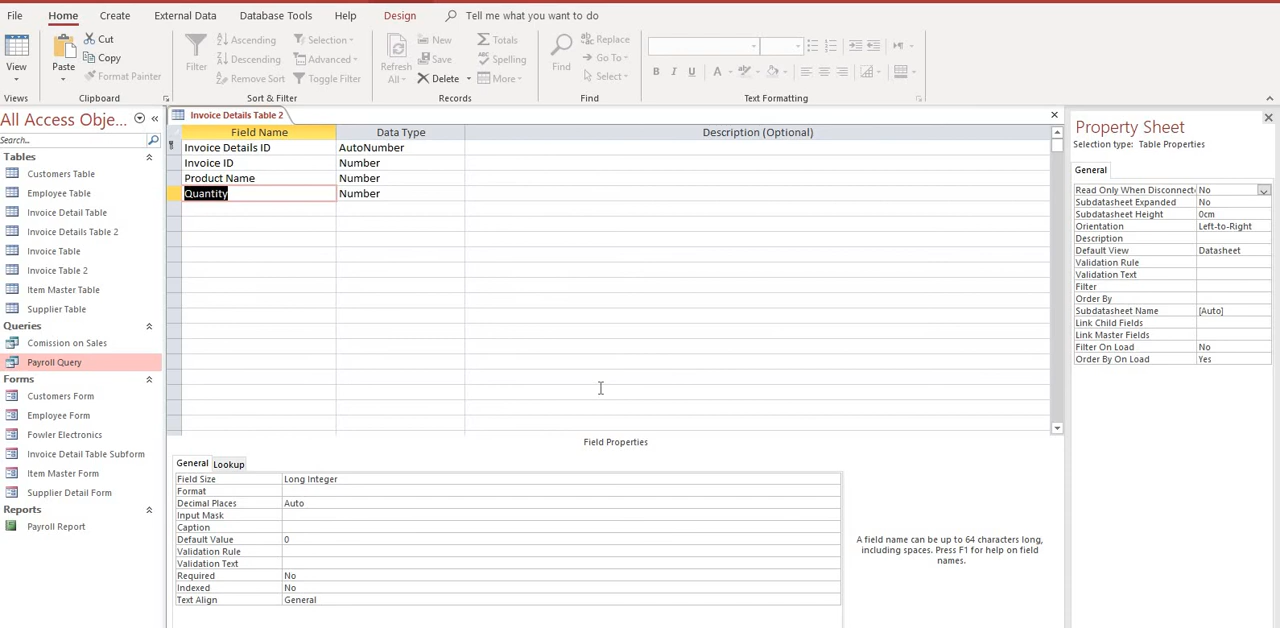 File Home Create External Data Database Tools Help Design Tell me what you want to do
View
Views
Paste
Cut
Copy
Format Painter
Clipboard
Filter
Ascending
Descending
Remove Sort
Selection
Advanced
Toggle Filter
Sort & Filter
Refresh
All
New
Save
Delete
Totals
Spelling
More
Records
Find
Replace
Go To
Select
Find
B I U A
Text Formatting
All Access Obje...
Search...
Tables
Customers Table
Employee Table
Invoice Detail Table
Invoice Details Table 2
Invoice Table
Invoice Table 2
Item Master Table
Supplier Table
Queries
Comission on Sales
Payroll Query
Forms
Customers Form
Employee Form
Fowler Electronics
Invoice Detail Table Subform
Item Master Form
Supplier Detail Form
Reports
Payroll Report
Invoice Details Table 2
Field Name Data Type Description (Optional)
Invoice Details ID AutoNumber
Invoice ID Number
Product Name Number
Quantity Number
Field Properties
General Lookup
Field Size Long Integer
Format
Decimal Places Auto
Input Mask
Caption
Default Value 0
Validation Rule
Validation Text
Required No
Indexed No
Text Align General
A field name can be up to 64 characters long,
including spaces. Press F1 for help on field
names.
Property Sheet
Selection type: Table Properties
General
Read Only When Disconnect No
Subdatasheet Expanded No
Subdatasheet Height 0cm
Orientation Left-to-Right
Description
Default View Datasheet
Validation Rule
Validation Text
Filter
Order By
Subdatasheet Name [Auto]
Link Child Fields
Link Master Fields
Filter On Load No
Order By On Load Yes